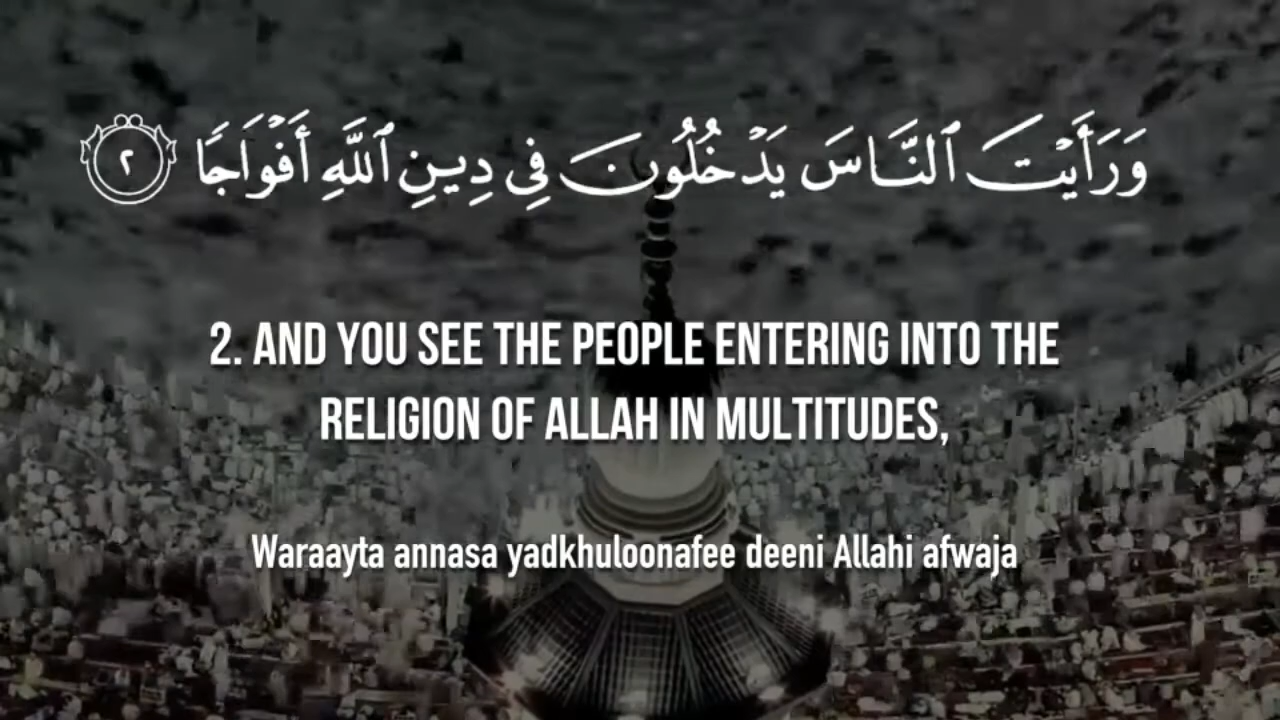 وَرَأَيْتَ ٱلنَّاسَ يَدْخُلُونَ فِى دِينِ ٱللَّهِ أَفْوَاجًا ٢
2. AND YOU SEE THE PEOPLE ENTERING INTO THE
RELIGION OF ALLAH IN MULTITUDES,
Waraayta annasa yadkhuloonafee deeni Allahi afwaja